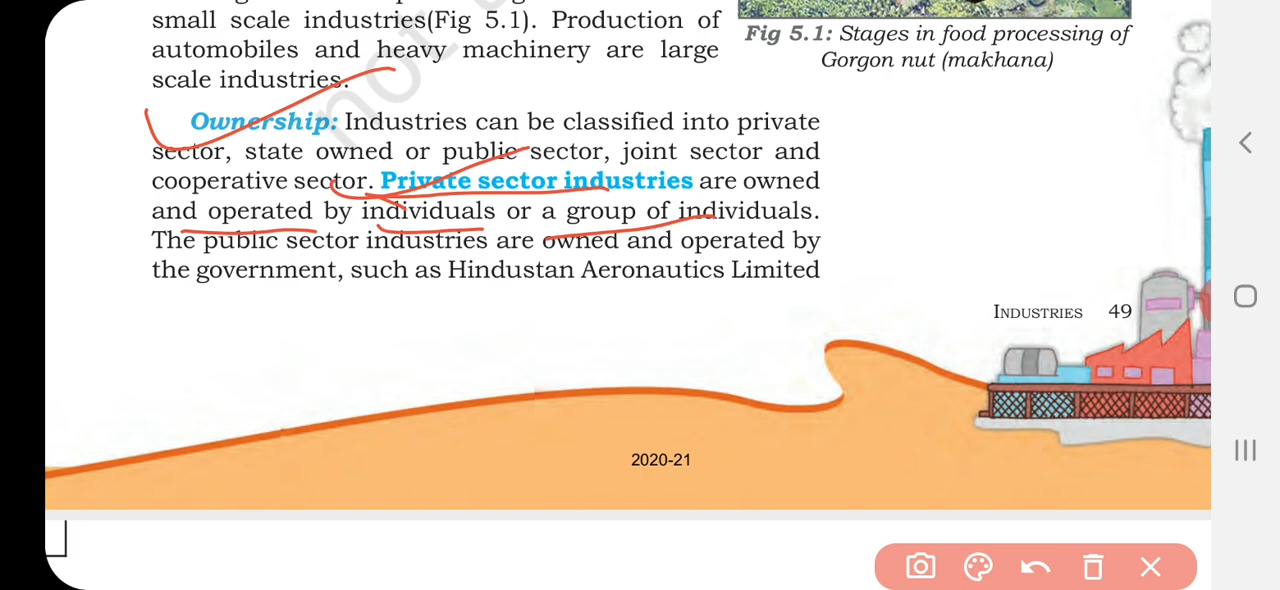 small scale industries(Fig 5.1). Production of
automobiles and heavy machinery are large
scale industries.
Fig 5.1: Stages in food processing of
Gorgon nut (makhana)
Ownership: Industries can be classified into private
sector, state owned or public sector, joint sector and
cooperative sector. Private sector industries are owned
and operated by individuals or a group of individuals.
The public sector industries are owned and operated by
the government, such as Hindustan Aeronautics Limited
INDUSTRIES 49
2020-21